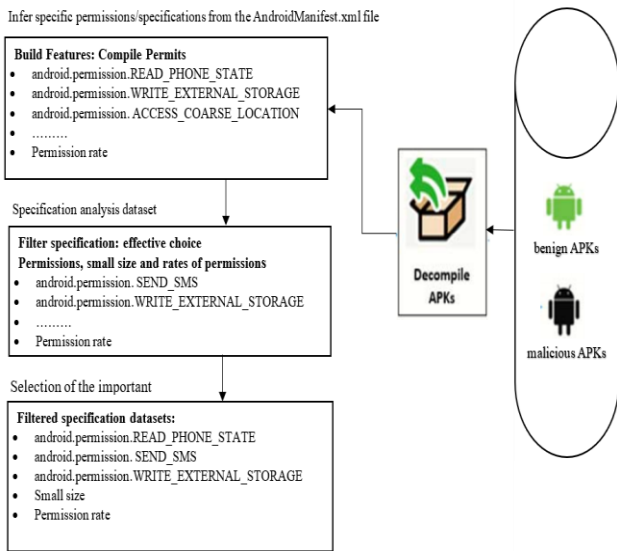 Infer specific permissions/specifications from the AndroidManifest.xml file
Build Features: Compile Permits
• android.permission.READ_PHONE_STATE
• android.permission.WRITE_EXTERNAL_STORAGE
• android.permission. ACCESS_COARSE_LOCATION
• .........
• Permission rate
Specification analysis dataset
Filter specification: effective choice
Permissions, small size and rates of permissions
• android.permission. SEND_SMS
• android.permission.WRITE_EXTERNAL_STORAGE
• .........
• Permission rate
Selection of the important
Filtered specification datasets:
• android.permission.READ_PHONE_STATE
• android.permission. SEND_SMS
• android.permission.WRITE_EXTERNAL_STORAGE
• Small size
• Permission rate
Decompile
APKs
benign APKs
malicious APKs